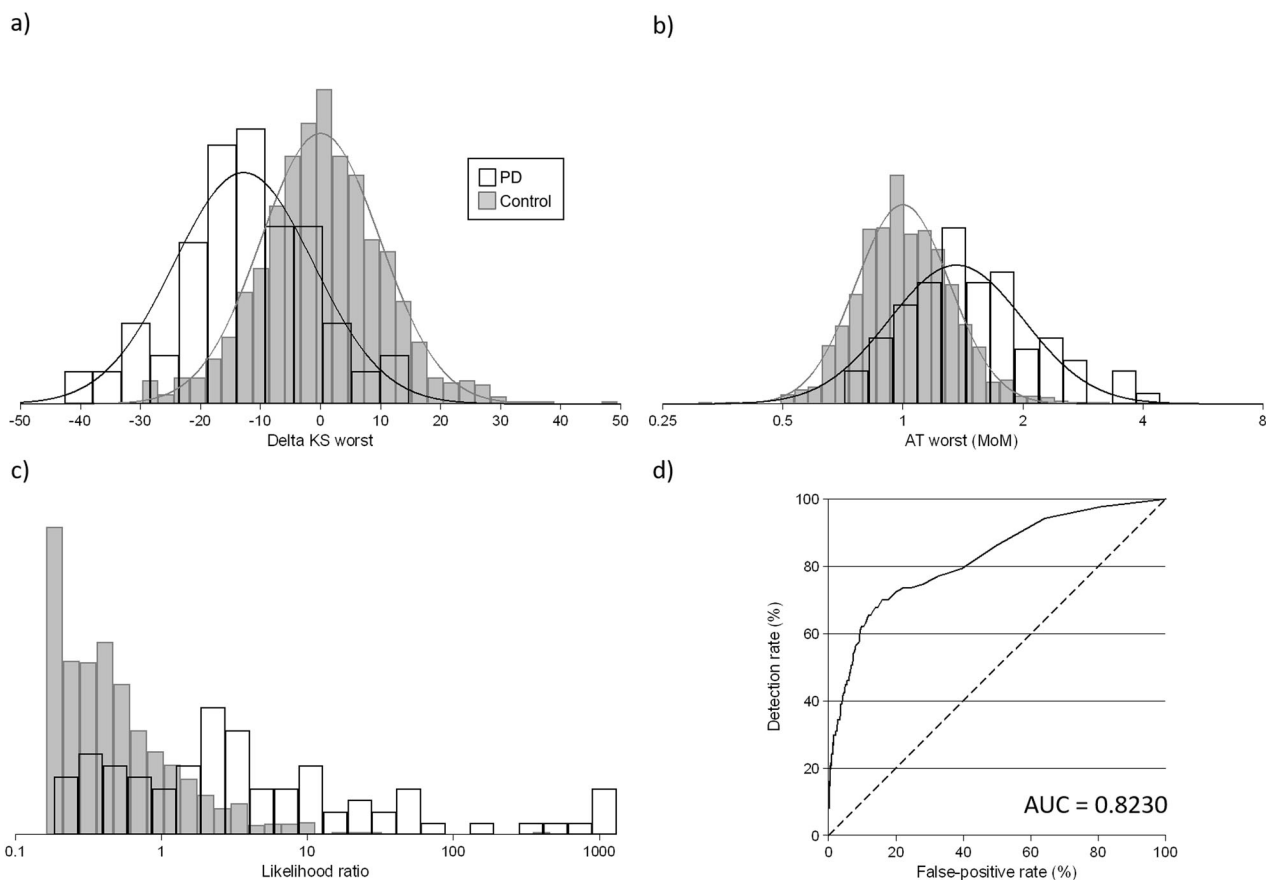 a)
PD
Control
-50 -40 -30 -20 -10 0 10 20 30 40 50
Delta KS worst
b)
0.25 0.5 1 2 4 8
AT worst (MoM)
c)
0.1 1 10 100 1000
Likelihood ratio
d)
100
80
60
40
20
0
Detection rate (%)
AUC = 0.8230
0 20 40 60 80 100
False-positive rate (%)